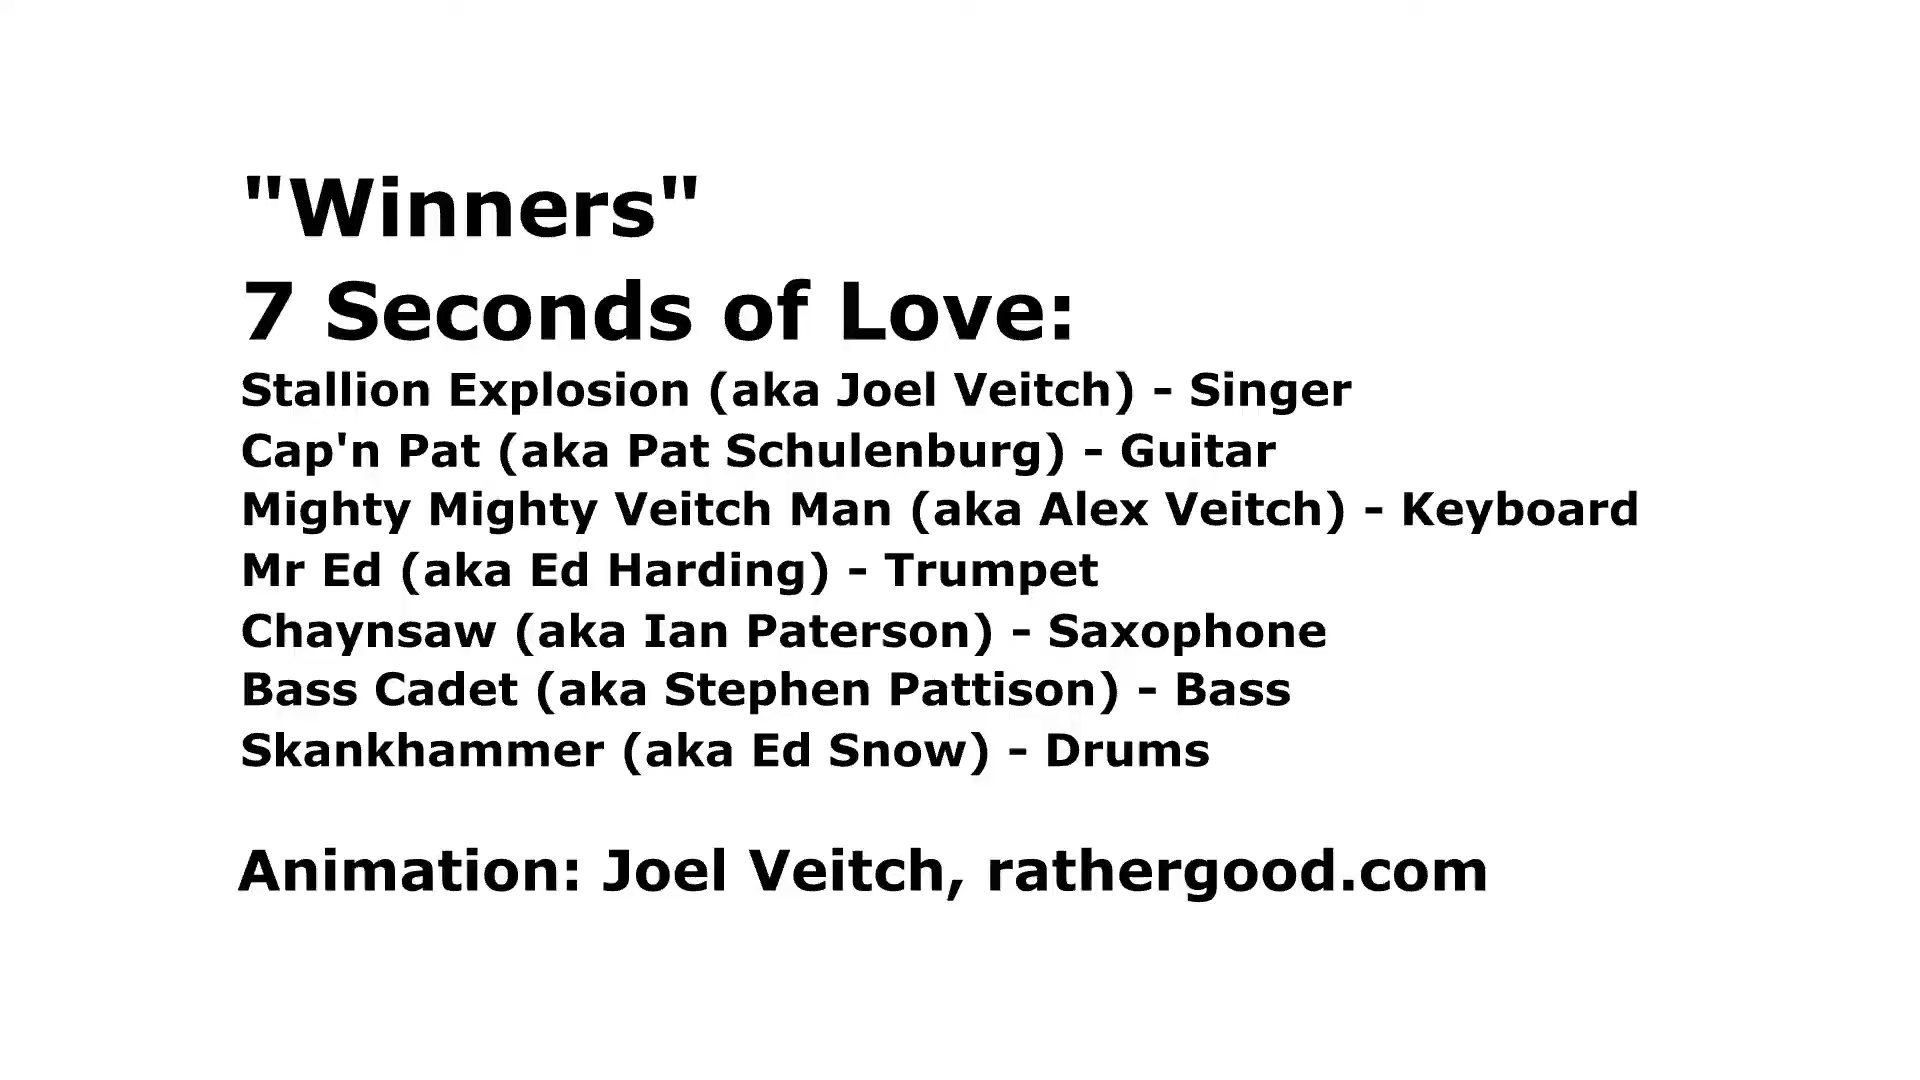 "Winners"
7 Seconds of Love:
Stallion Explosion (aka Joel Veitch) - Singer
Cap'n Pat (aka Pat Schulenburg) - Guitar
Mighty Mighty Veitch Man (aka Alex Veitch) - Keyboard
Mr Ed (aka Ed Harding) - Trumpet
Chaynsaw (aka Ian Paterson) - Saxophone
Bass Cadet (aka Stephen Pattison) - Bass
Skankhammer (aka Ed Snow) - Drums
Animation: Joel Veitch, rathergood.com